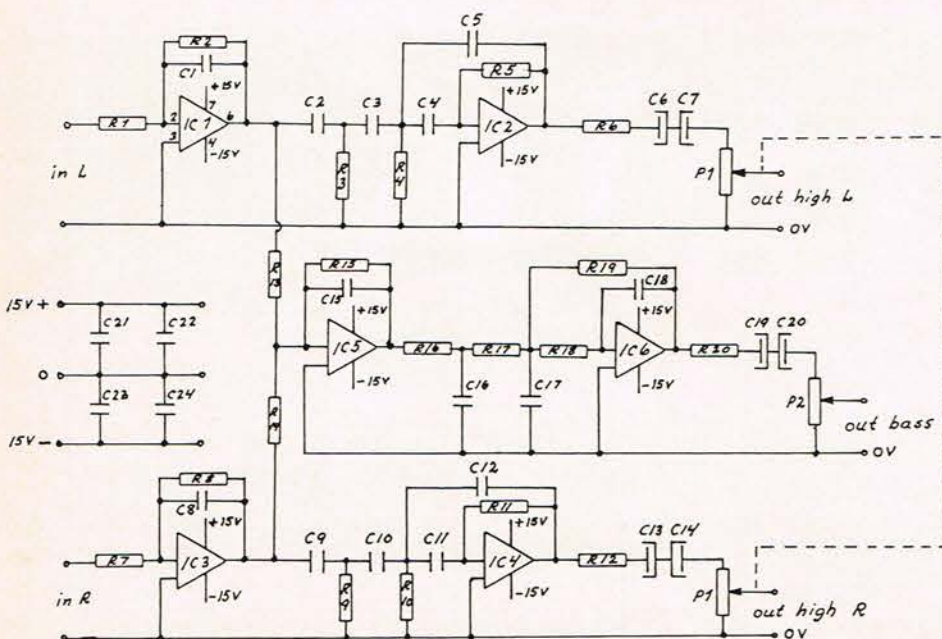 C5
R2
C1
+15V
R5
+15V
C2 C3 C4
C6 C7
R1
2 7 6
3 IC1
4
IC2
R6
-15V
-15V
in L
R3
R4
P1
out high L
0V
R13
R15
R19
C15
C18
+15V
+15V
15V+
C21 C22
C19 C20
IC5
R16
R17
R18
IC6
R20
0
-15V
-15V
C23 C24
C16
C17
P2
R14
out bass
15V-
0V
C12
R8
C8
R11
+15V
+15V
C9 C10 C11
C13 C14
R7
IC3
IC4
R12
-15V
-15V
in R
R9
R10
P1
out high R
0V